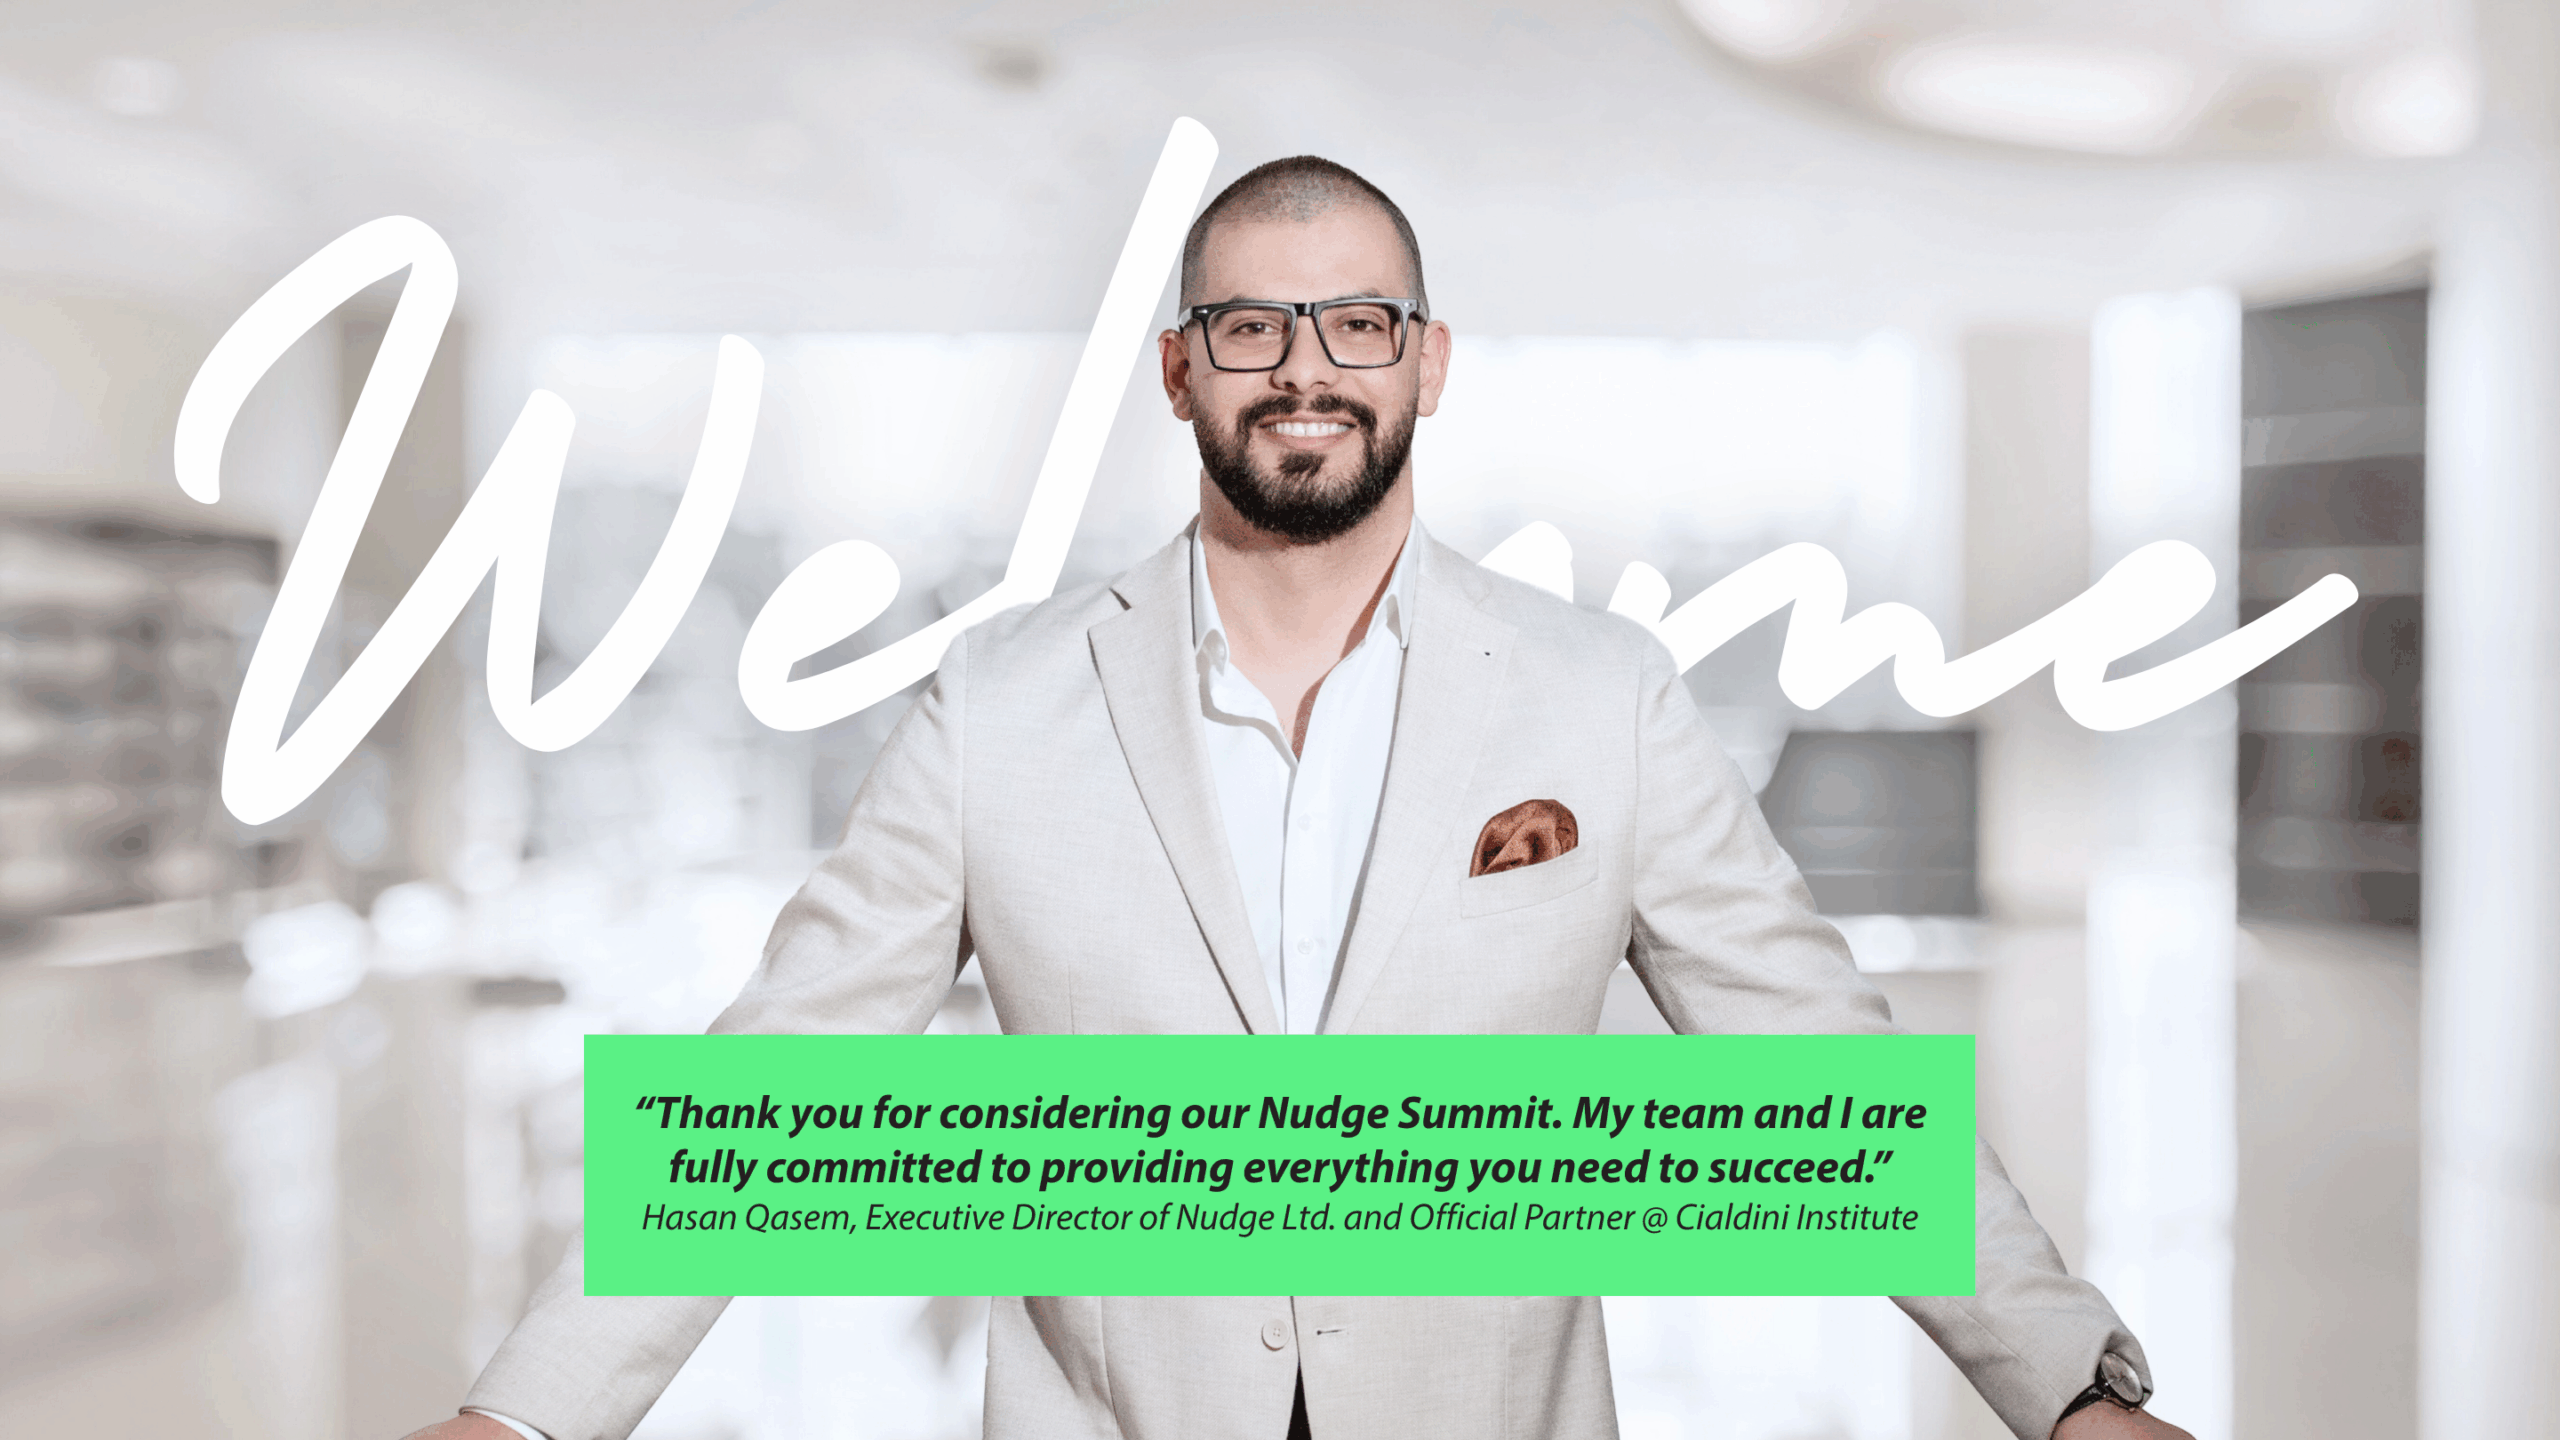 Welcome
“Thank you for considering our Nudge Summit. My team and I are
fully committed to providing everything you need to succeed.”
Hasan Qasem, Executive Director of Nudge Ltd. and Official Partner @ Cialdini Institute